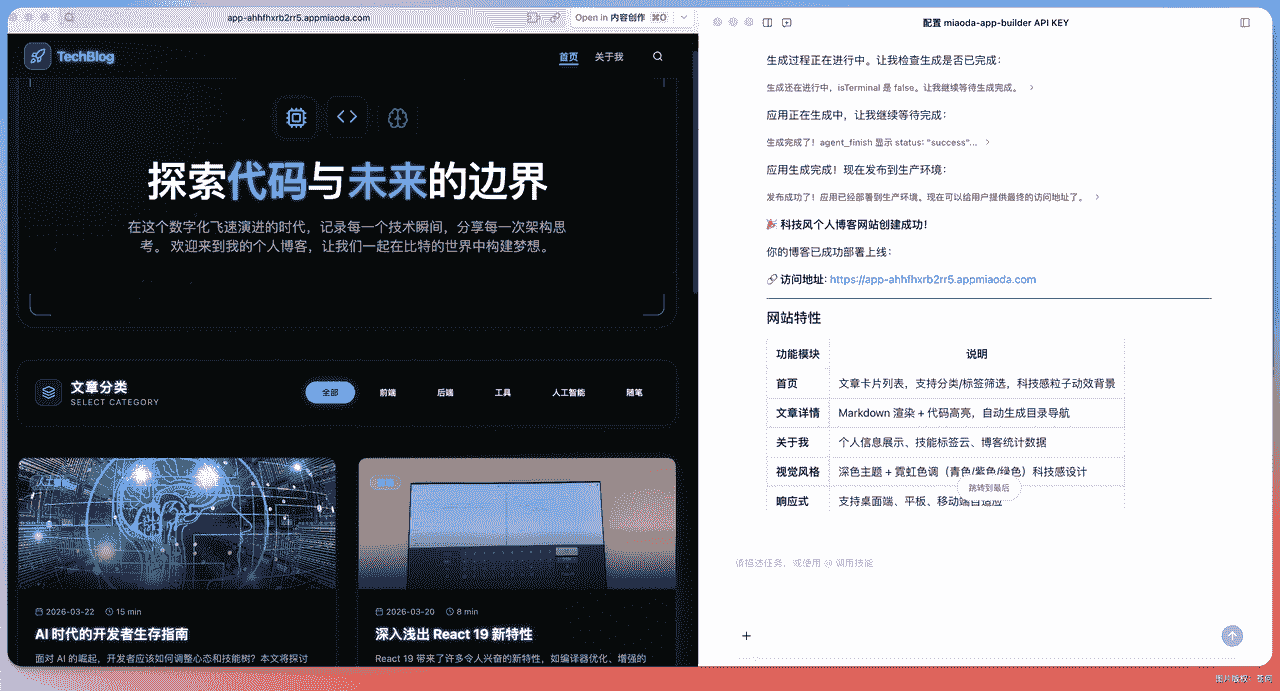 app-ahhfhxrb2rr5.appmiaoda.com
Open in 内容创作 ⌘O
TechBlog
首页
关于我
探索代码与未来的边界
在这个数字化飞速演进的时代，记录每一个技术瞬间，分享每一次架构思
考。 欢迎来到我的个人博客，让我们一起在比特的世界中构建梦想。
文章分类
SELECT CATEGORY
全部
前端
后端
工具
人工智能
随笔
人工智能
2026-03-22
15 min
AI 时代的开发者生存指南
面对 AI 的崛起，开发者应该如何调整心态和技能树？本文将探讨
2026-03-20
8 min
深入浅出 React 19 新特性
React 19 带来了许多令人兴奋的新特性，如编译器优化、增强的
配置 miaoda-app-builder API KEY
生成过程正在进行中。让我检查生成是否已完成：
生成还在进行中，isTerminal 是 false。让我继续等待生成完成。
应用正在生成中，让我继续等待完成：
生成完成了！agent_finish 显示 status: "success"...
应用生成完成！现在发布到生产环境：
发布成功了！应用已经部署到生产环境。现在可以给用户提供最终的访问地址了。
🎉 科技风个人博客网站创建成功！
你的博客已成功部署上线：
🔗 访问地址: https://app-ahhfhxrb2rr5.appmiaoda.com
网站特性
功能模块 说明
首页 文章卡片列表，支持分类/标签筛选，科技感粒子动效背景
文章详情 Markdown 渲染 + 代码高亮，自动生成目录导航
关于我 个人信息展示、技能标签云、博客统计数据
视觉风格 深色主题 + 霓虹色调（青色/紫色/绿色）科技感设计
跳转到最后
响应式 支持桌面端、平板、移动端自适应
请描述任务，或使用 @ 调用技能
图片版权：苍何